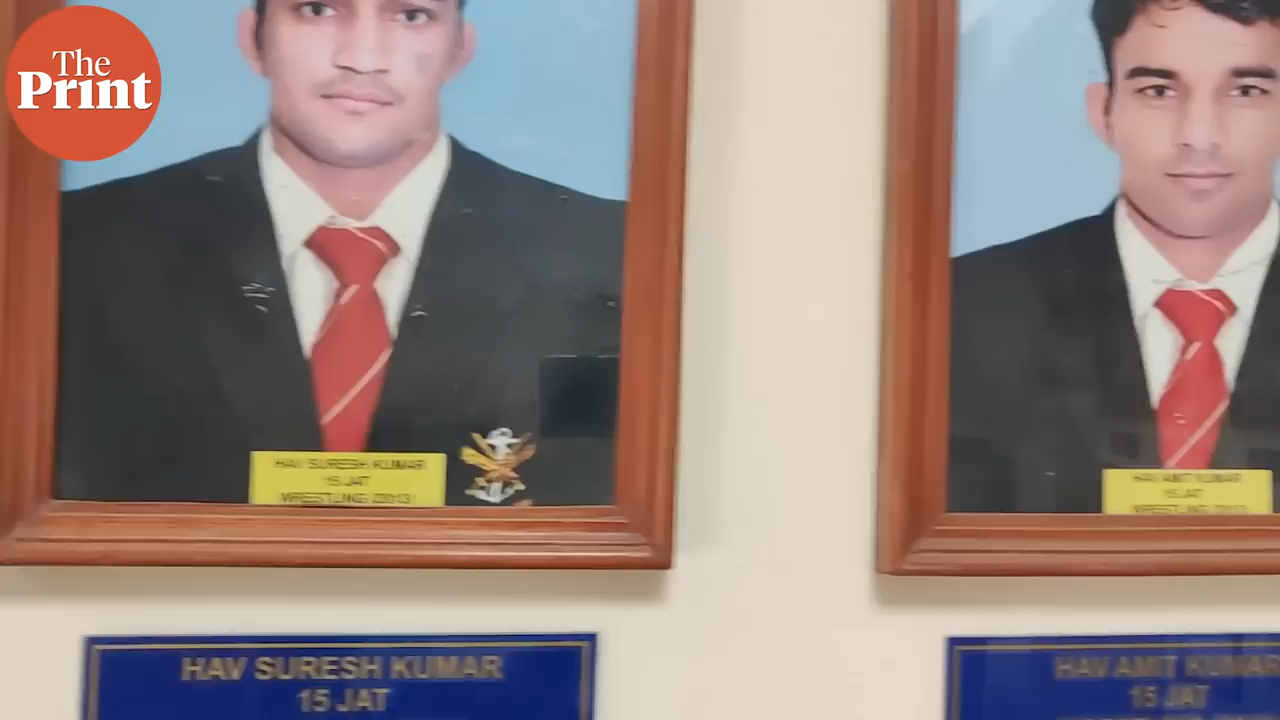 The
Print
HAV SURESH KUMAR
15 JAT
WRESTLING (2013)
HAV AMIT KUMAR
15 JAT
HAV SURESH KUMAR
15 JAT
HAV AMIT KUMAR
15 JAT